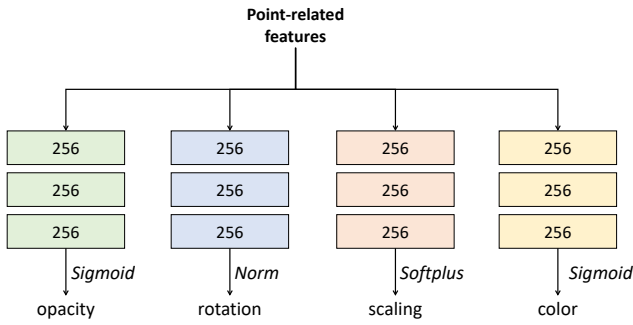 Point-related
features
256 256 256 256
256 256 256 256
256 256 256 256
Sigmoid Norm Softplus Sigmoid
opacity rotation scaling color